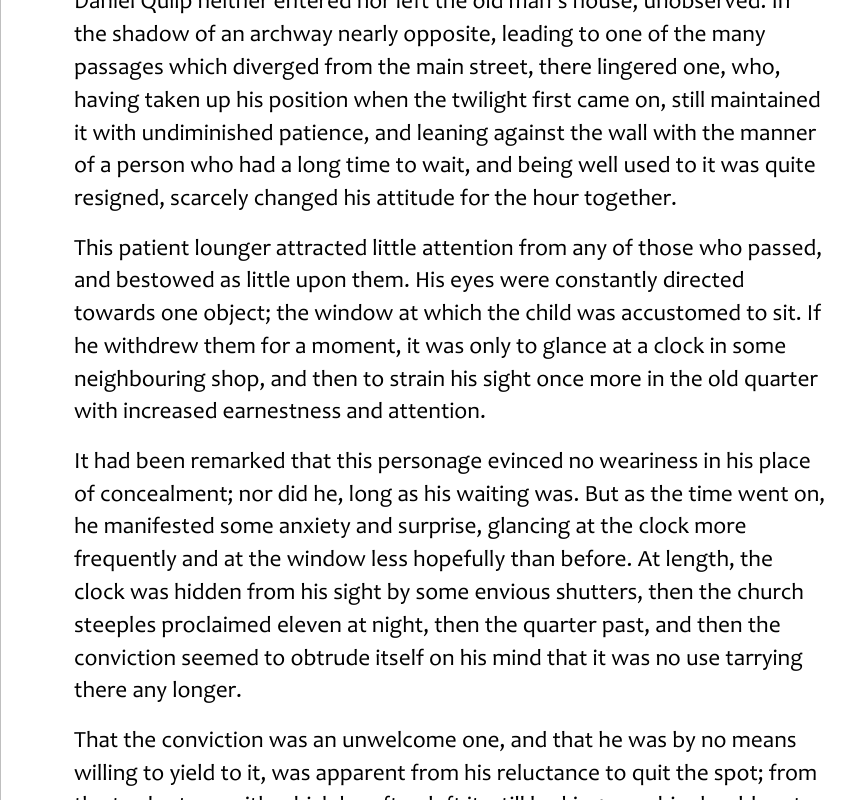 Daniel Quilp neither entered nor left the old man's house, unobserved. In
the shadow of an archway nearly opposite, leading to one of the many
passages which diverged from the main street, there lingered one, who,
having taken up his position when the twilight first came on, still maintained
it with undiminished patience, and leaning against the wall with the manner
of a person who had a long time to wait, and being well used to it was quite
resigned, scarcely changed his attitude for the hour together.
This patient lounger attracted little attention from any of those who passed,
and bestowed as little upon them. His eyes were constantly directed
towards one object; the window at which the child was accustomed to sit. If
he withdrew them for a moment, it was only to glance at a clock in some
neighbouring shop, and then to strain his sight once more in the old quarter
with increased earnestness and attention.
It had been remarked that this personage evinced no weariness in his place
of concealment; nor did he, long as his waiting was. But as the time went on,
he manifested some anxiety and surprise, glancing at the clock more
frequently and at the window less hopefully than before. At length, the
clock was hidden from his sight by some envious shutters, then the church
steeples proclaimed eleven at night, then the quarter past, and then the
conviction seemed to obtrude itself on his mind that it was no use tarrying
there any longer.
That the conviction was an unwelcome one, and that he was by no means
willing to yield to it, was apparent from his reluctance to quit the spot; from